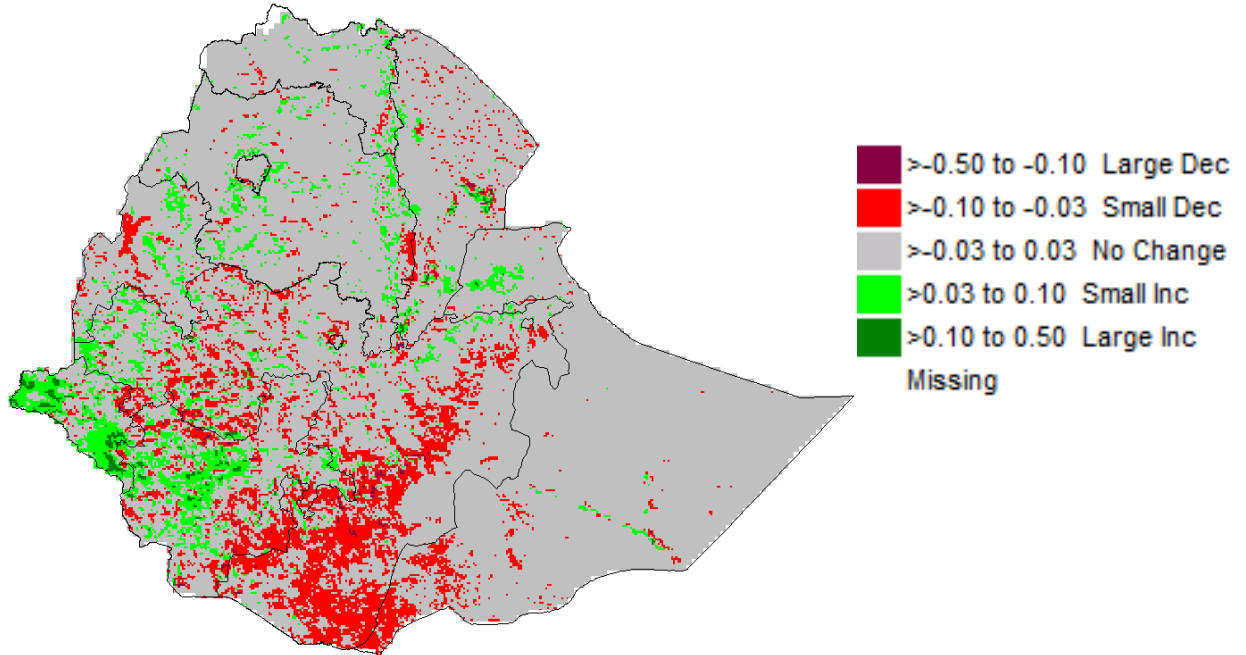 >-0.50 to -0.10 Large Dec
>-0.10 to -0.03 Small Dec
>-0.03 to 0.03 No Change
>0.03 to 0.10 Small Inc
>0.10 to 0.50 Large Inc
Missing